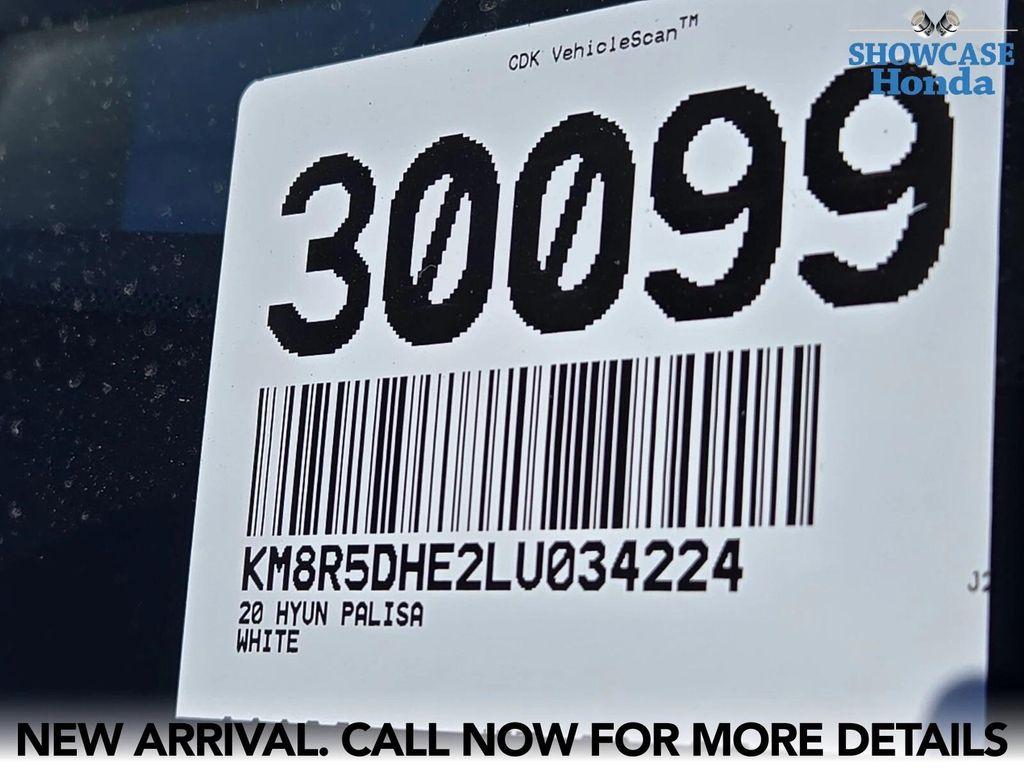 CDK VehicleScan™
SHOWCASE
Honda
30099
KM8R5DHE2LU034224
20 HYUN PALISA
WHITE
NEW ARRIVAL. CALL NOW FOR MORE DETAILS